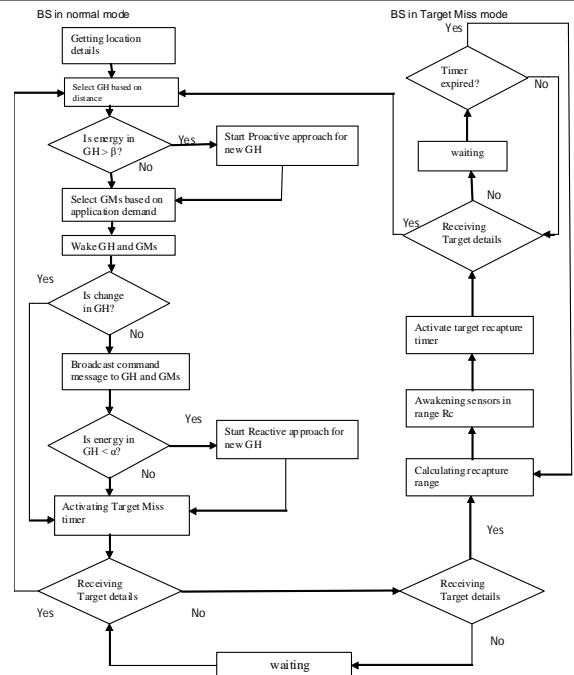 BS in normal mode
Getting location
details
Select GH based on
distance
Is energy in
GH > β?
Yes
No
Start Proactive approach for
new GH
Select GMs based on
application demand
Wake GH and GMs
Yes
Is change
in GH?
No
Broadcast command
message to GH and GMs
Yes
Is energy in
GH < α?
No
Start Reactive approach for
new GH
Activating Target Miss
timer
Receiving
Target details
Yes
No
waiting
BS in Target Miss mode
Yes
Timer
expired?
No
waiting
No
Yes
Receiving
Target details
Activate target recapture
timer
Awakening sensors in
range Rc
Calculating recapture
range
Yes
Receiving
Target details
No